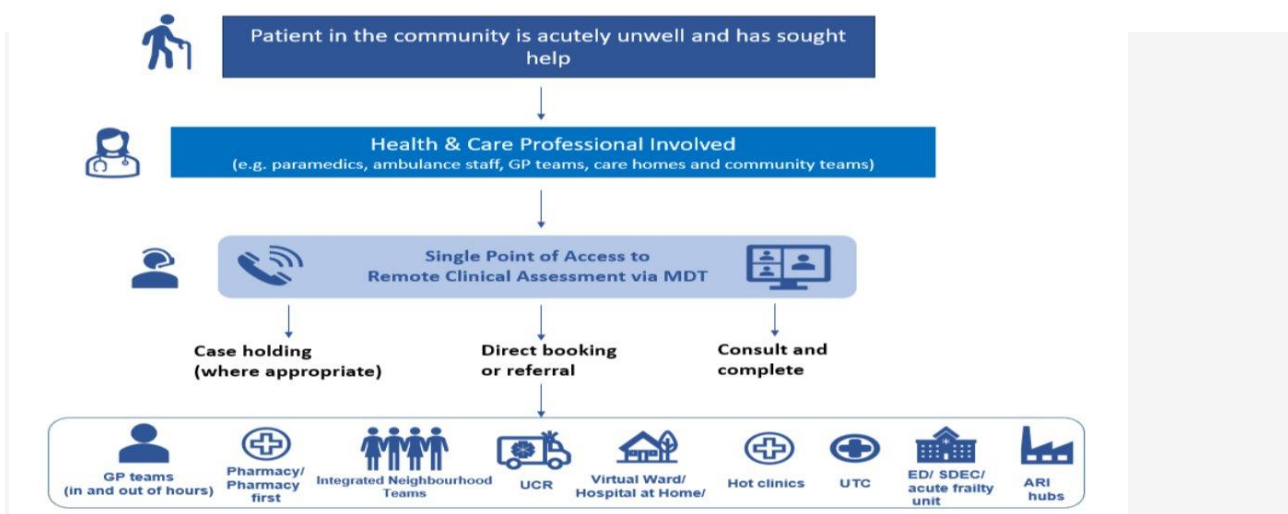 Patient in the community is acutely unwell and has sought
help
Health & Care Professional Involved
(e.g. paramedics, ambulance staff, GP teams, care homes and community teams)
Single Point of Access to
Remote Clinical Assessment via MDT
Case holding
(where appropriate)
Direct booking
or referral
Consult and
complete
GP teams
(in and out of hours)
Pharmacy/
Pharmacy
first
Integrated Neighbourhood
Teams
UCR
Virtual Ward/
Hospital at Home/
Hot clinics
UTC
ED/ SDEC/
acute frailty
unit
ARI
hubs